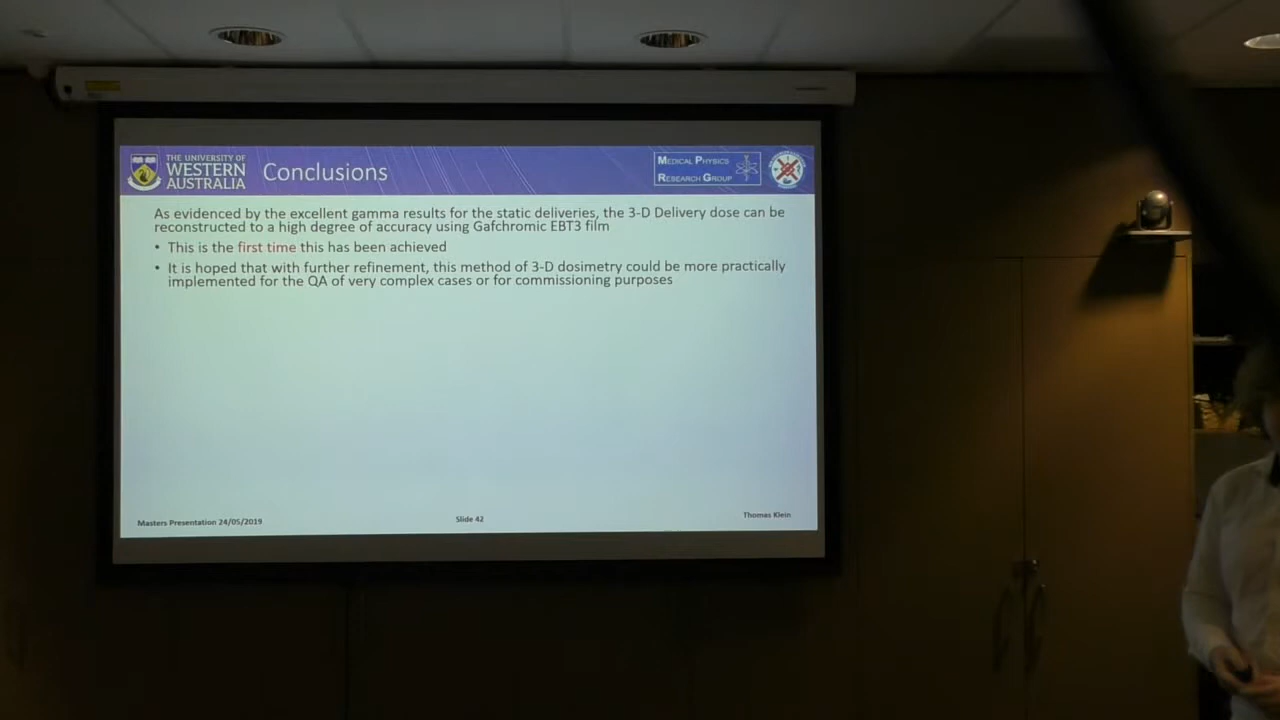 THE UNIVERSITY OF
WESTERN
AUSTRALIA
Conclusions
MEDICAL PHYSICS
RESEARCH GROUP
As evidenced by the excellent gamma results for the static deliveries, the 3-D Delivery dose can be
reconstructed to a high degree of accuracy using Gafchromic EBT3 film
• This is the first time this has been achieved
• It is hoped that with further refinement, this method of 3-D dosimetry could be more practically
implemented for the QA of very complex cases or for commissioning purposes
Masters Presentation 24/05/2019
Slide 42
Thomas Klein